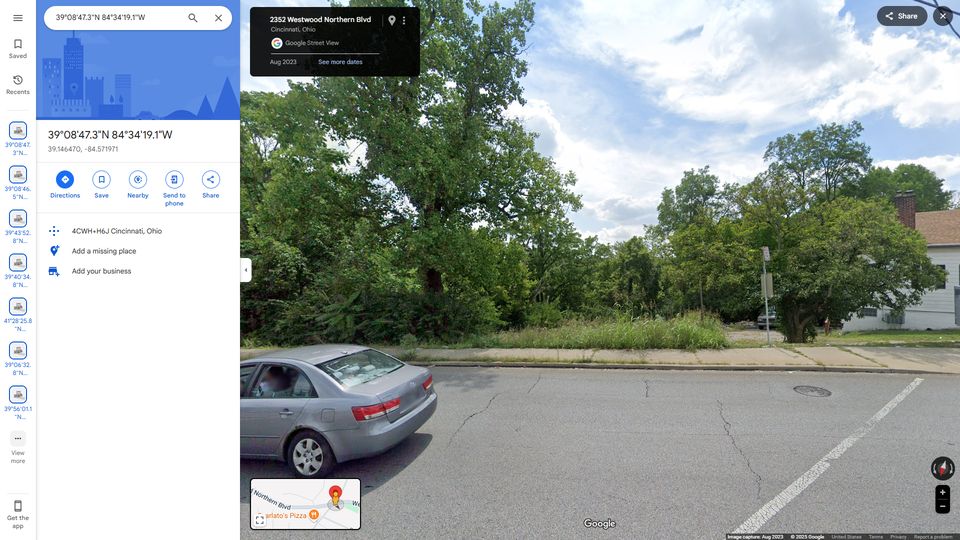 39°08'47.3"N 84°34'19.1"W
Saved
Recents
39°08'47.
3"N...
39°08'46.
5"N...
39°43'52.
8"N...
39°40'34.
8"N...
41°28'25.8
"N...
39°06'32.
8"N...
39°56'01.1
"N...
View
more
Get the
app
39°08'47.3"N 84°34'19.1"W
39.146470, -84.571971
Directions
Save
Nearby
Send to
phone
Share
4CWH+H6J Cincinnati, Ohio
Add a missing place
Add your business
2352 Westwood Northern Blvd
Cincinnati, Ohio
Google Street View
Aug 2023 See more dates
Share
Northern Blvd
We
arlato's Pizza
Google
Image capture: Aug 2023 © 2025 Google United States Terms Privacy Report a problem